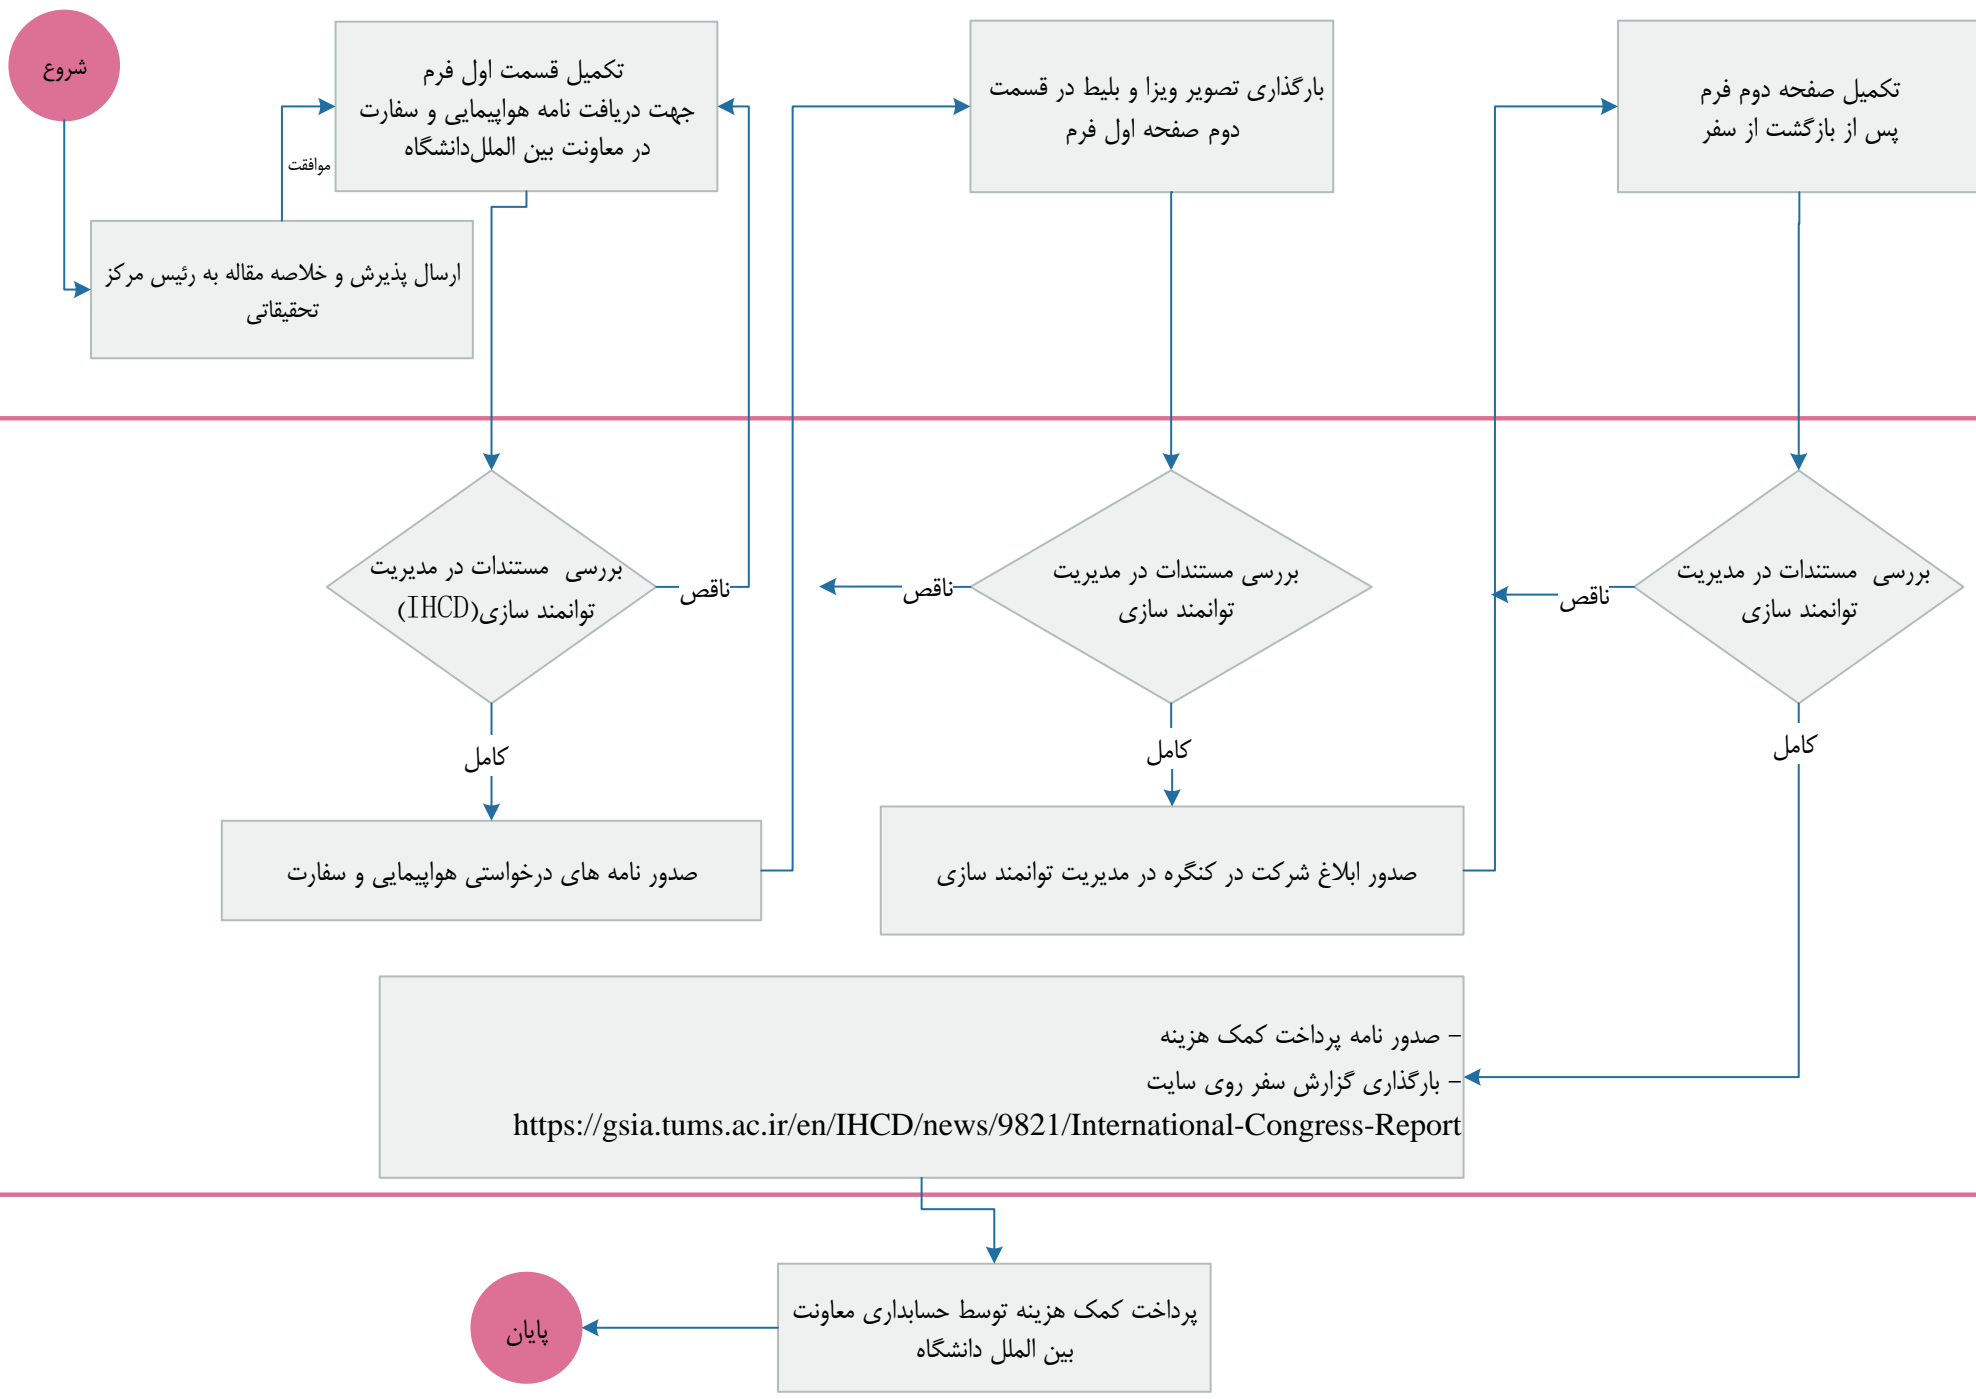 شروع
تکمیل قسمت اول فرم
جهت دریافت نامه هواپیمایی و سفارت
در معاونت بین المللدانشگاه
بارگذاری تصویر ویزا و بلیط در قسمت
دوم صفحه اول فرم
تکمیل صفحه دوم فرم
پس از بازگشت از سفر
موافقت
ارسال پذیرش و خلاصه مقاله به رئیس مرکز
تحقیقاتی
بررسی مستندات در مدیریت
توانمند سازی(IHCD)
ناقص
بررسی مستندات در مدیریت
توانمند سازی
ناقص
بررسی مستندات در مدیریت
توانمند سازی
ناقص
کامل
کامل
کامل
صدور نامه های درخواستی هواپیمایی و سفارت
صدور ابلاغ شرکت در کنگره در مدیریت توانمند سازی
- صدور نامه پرداخت کمک هزینه
- بارگذاری گزارش سفر روی سایت
https://gsia.tums.ac.ir/en/IHCD/news/9821/International-Congress-Report
پرداخت کمک هزینه توسط حسابداری معاونت
بین الملل دانشگاه
پایان